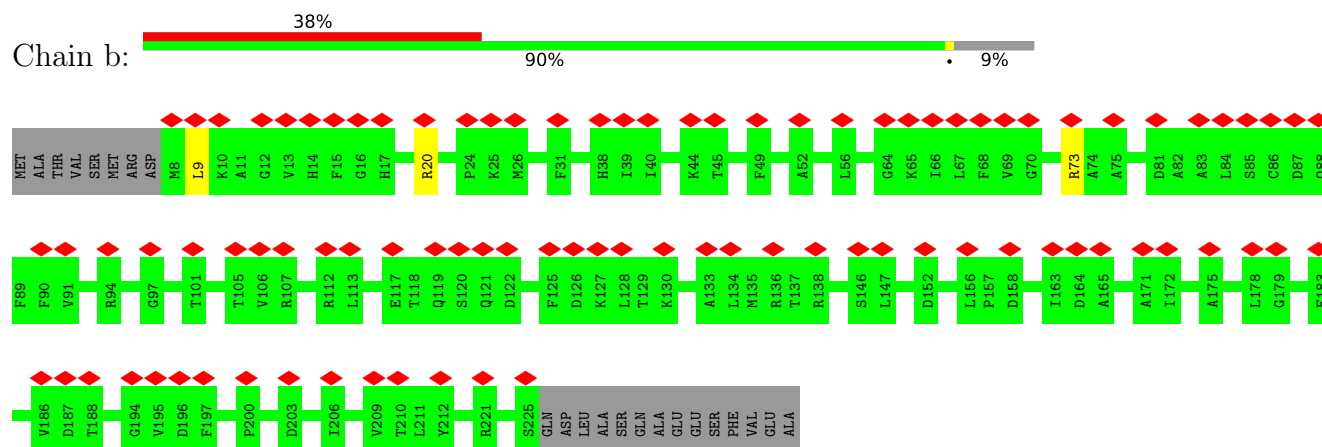 38%
Chain b:
90% • 9%
MET ALA THR VAL SER MET ARG ASP M8 L9 K10 A11 G12 V13 H14 F15 G16 H17 R20 P24 K25 M26 F31 H38 I39 I40 K44 T45 F49 A52 L56 G64 K65 I66 L67 F68 V69 G70 R73 A74 A75 D81 A82 A83 L84 S85 C86 D87
F89 F90 V91 R94 G97 T101 T105 V106 R107 R112 L113 E117 T118 Q119 S120 Q121 D122 F125 D126 K127 L128 T129 K130 A133 L134 M135 R136 T137 R138 S146 L147 D152 L156 P157 D158 I163 D164 A165 A171 I172 A175 L178 G179
V186 D187 T188 G194 V195 D196 F197 P200 D203 I206 V209 T210 L211 Y212 R221 S225 GLN ASP LEU ALA SER GLN ALA GLU GLU SER PHE VAL GLU ALA